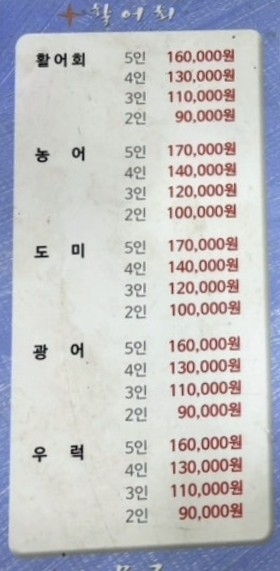 활어회
활어회 5인 160,000원
4인 130,000원
3인 110,000원
2인 90,000원
농어 5인 170,000원
4인 140,000원
3인 120,000원
2인 100,000원
도미 5인 170,000원
4인 140,000원
3인 120,000원
2인 100,000원
광어 5인 160,000원
4인 130,000원
3인 110,000원
2인 90,000원
우럭 5인 160,000원
4인 130,000원
3인 110,000원
2인 90,000원